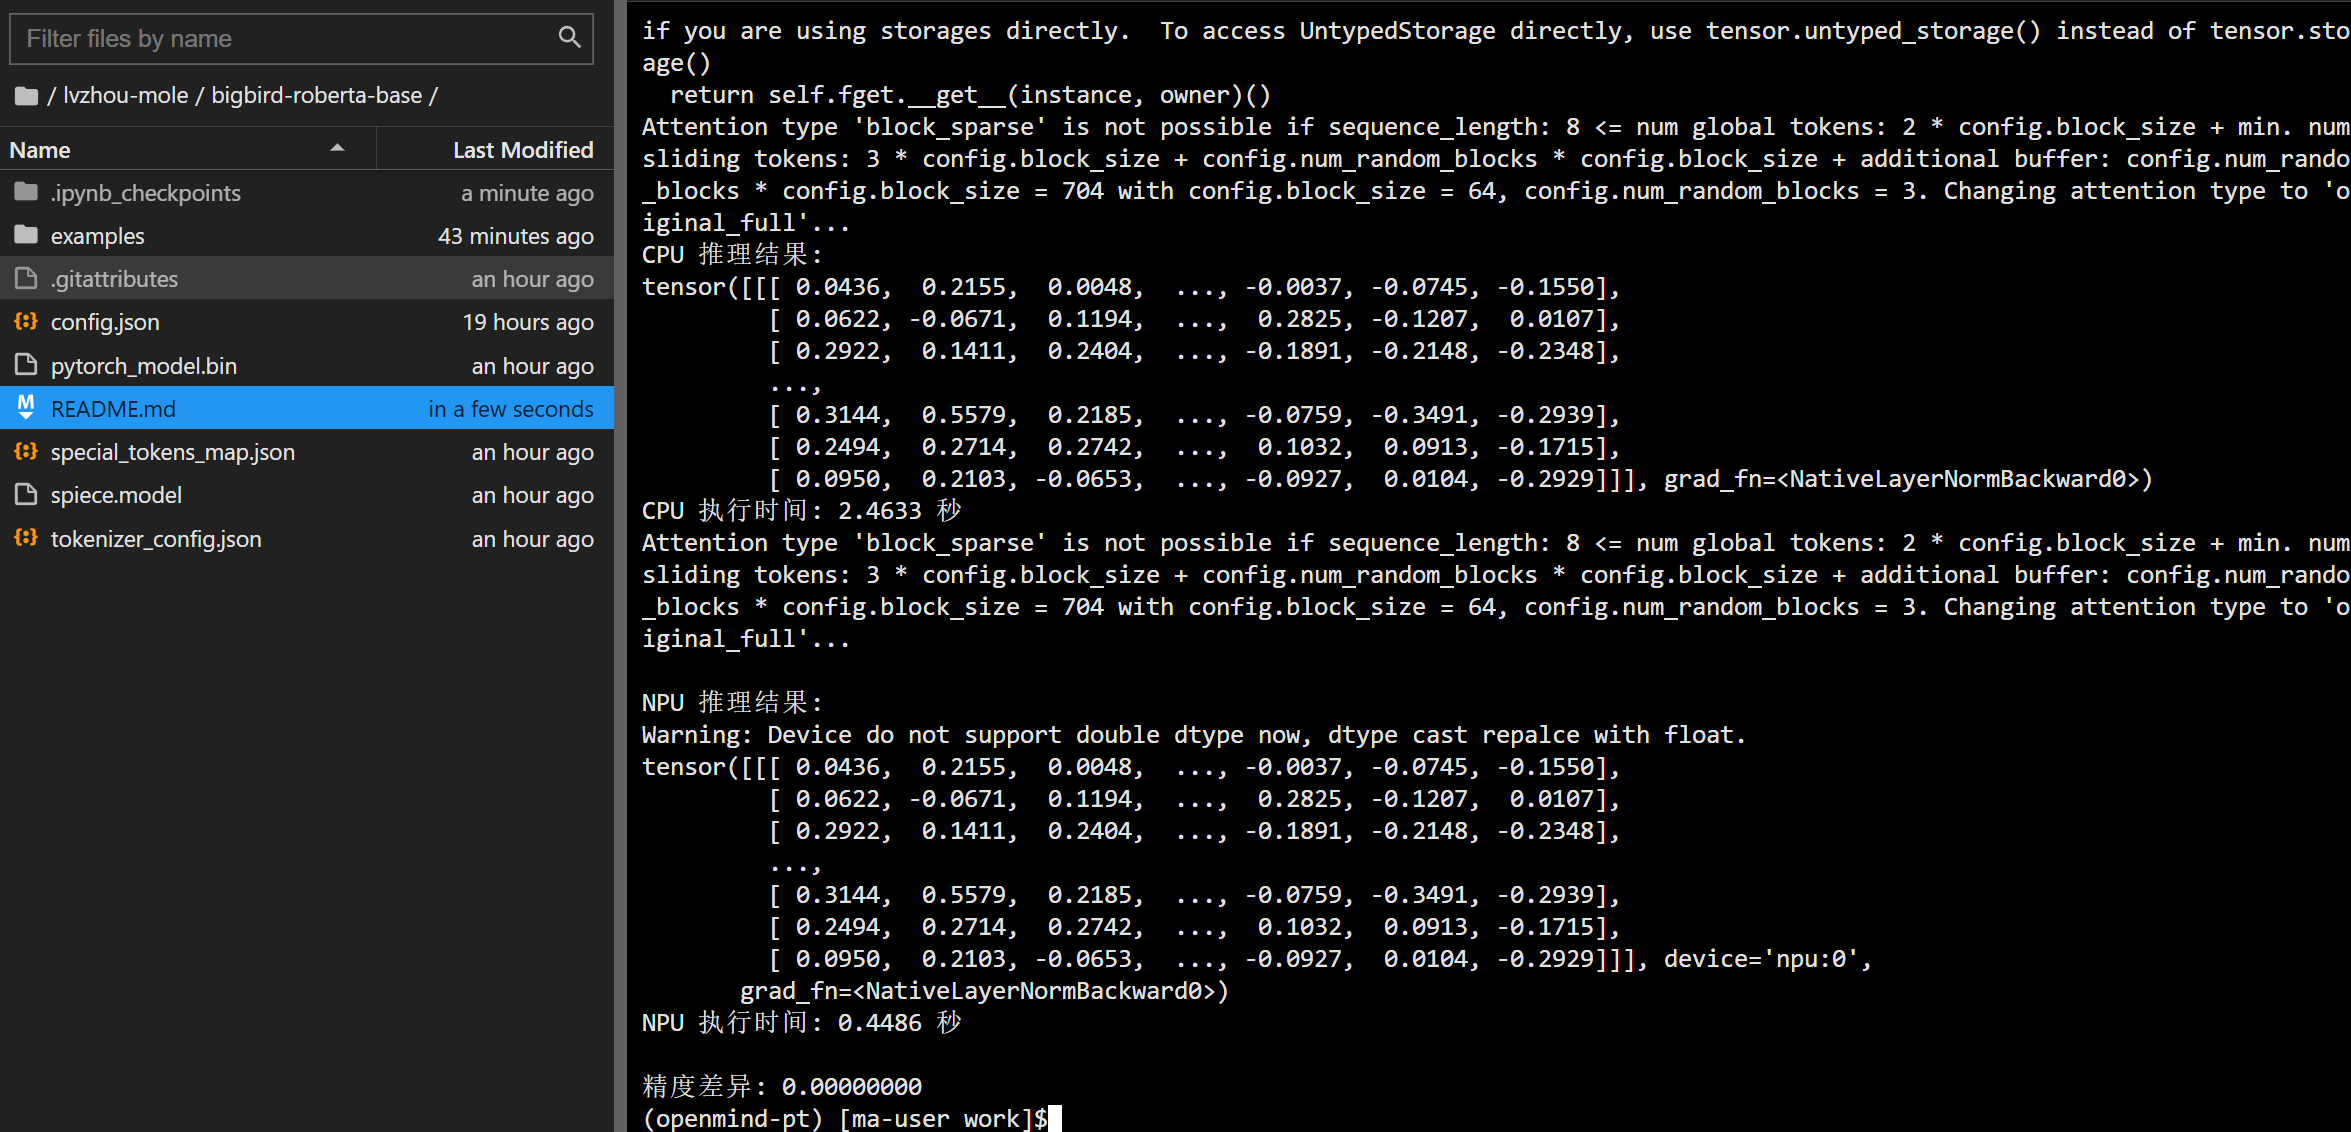 Filter files by name
/ lvzhou-mole / bigbird-roberta-base /
Name Last Modified
.ipynb_checkpoints a minute ago
examples 43 minutes ago
.gitattributes an hour ago
config.json 19 hours ago
pytorch_model.bin an hour ago
README.md in a few seconds
special_tokens_map.json an hour ago
spiece.model an hour ago
tokenizer_config.json an hour ago
if you are using storages directly.  To access UntypedStorage directly, use tensor.untyped_storage() instead of tensor.sto
age()
  return self.fget.__get__(instance, owner)()
Attention type 'block_sparse' is not possible if sequence_length: 8 <= num global tokens: 2 * config.block_size + min. num
sliding tokens: 3 * config.block_size + config.num_random_blocks * config.block_size + additional buffer: config.num_rando
_blocks * config.block_size = 704 with config.block_size = 64, config.num_random_blocks = 3. Changing attention type to 'o
iginal_full'...
CPU 推理结果:
tensor([[[ 0.0436,  0.2155,  0.0048,  ..., -0.0037, -0.0745, -0.1550],
         [ 0.0622, -0.0671,  0.1194,  ...,  0.2825, -0.1207,  0.0107],
         [ 0.2922,  0.1411,  0.2404,  ..., -0.1891, -0.2148, -0.2348],
         ...,
         [ 0.3144,  0.5579,  0.2185,  ..., -0.0759, -0.3491, -0.2939],
         [ 0.2494,  0.2714,  0.2742,  ...,  0.1032,  0.0913, -0.1715],
         [ 0.0950,  0.2103, -0.0653,  ..., -0.0927,  0.0104, -0.2929]]], grad_fn=<NativeLayerNormBackward0>)
CPU 执行时间: 2.4633 秒
Attention type 'block_sparse' is not possible if sequence_length: 8 <= num global tokens: 2 * config.block_size + min. num
sliding tokens: 3 * config.block_size + config.num_random_blocks * config.block_size + additional buffer: config.num_rando
_blocks * config.block_size = 704 with config.block_size = 64, config.num_random_blocks = 3. Changing attention type to 'o
iginal_full'...
NPU 推理结果:
Warning: Device do not support double dtype now, dtype cast repalce with float.
tensor([[[ 0.0436,  0.2155,  0.0048,  ..., -0.0037, -0.0745, -0.1550],
         [ 0.0622, -0.0671,  0.1194,  ...,  0.2825, -0.1207,  0.0107],
         [ 0.2922,  0.1411,  0.2404,  ..., -0.1891, -0.2148, -0.2348],
         ...,
         [ 0.3144,  0.5579,  0.2185,  ..., -0.0759, -0.3491, -0.2939],
         [ 0.2494,  0.2714,  0.2742,  ...,  0.1032,  0.0913, -0.1715],
         [ 0.0950,  0.2103, -0.0653,  ..., -0.0927,  0.0104, -0.2929]]], device='npu:0',
       grad_fn=<NativeLayerNormBackward0>)
NPU 执行时间: 0.4486 秒
精度差异: 0.00000000
(openmind-pt) [ma-user work]$